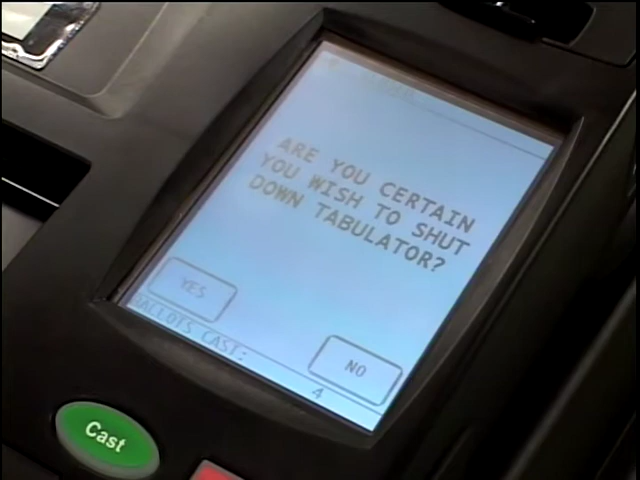 ARE YOU CERTAIN
YOU WISH TO SHUT
DOWN TABULATOR?
YES
NO
BALLOTS CAST:
4
Cast